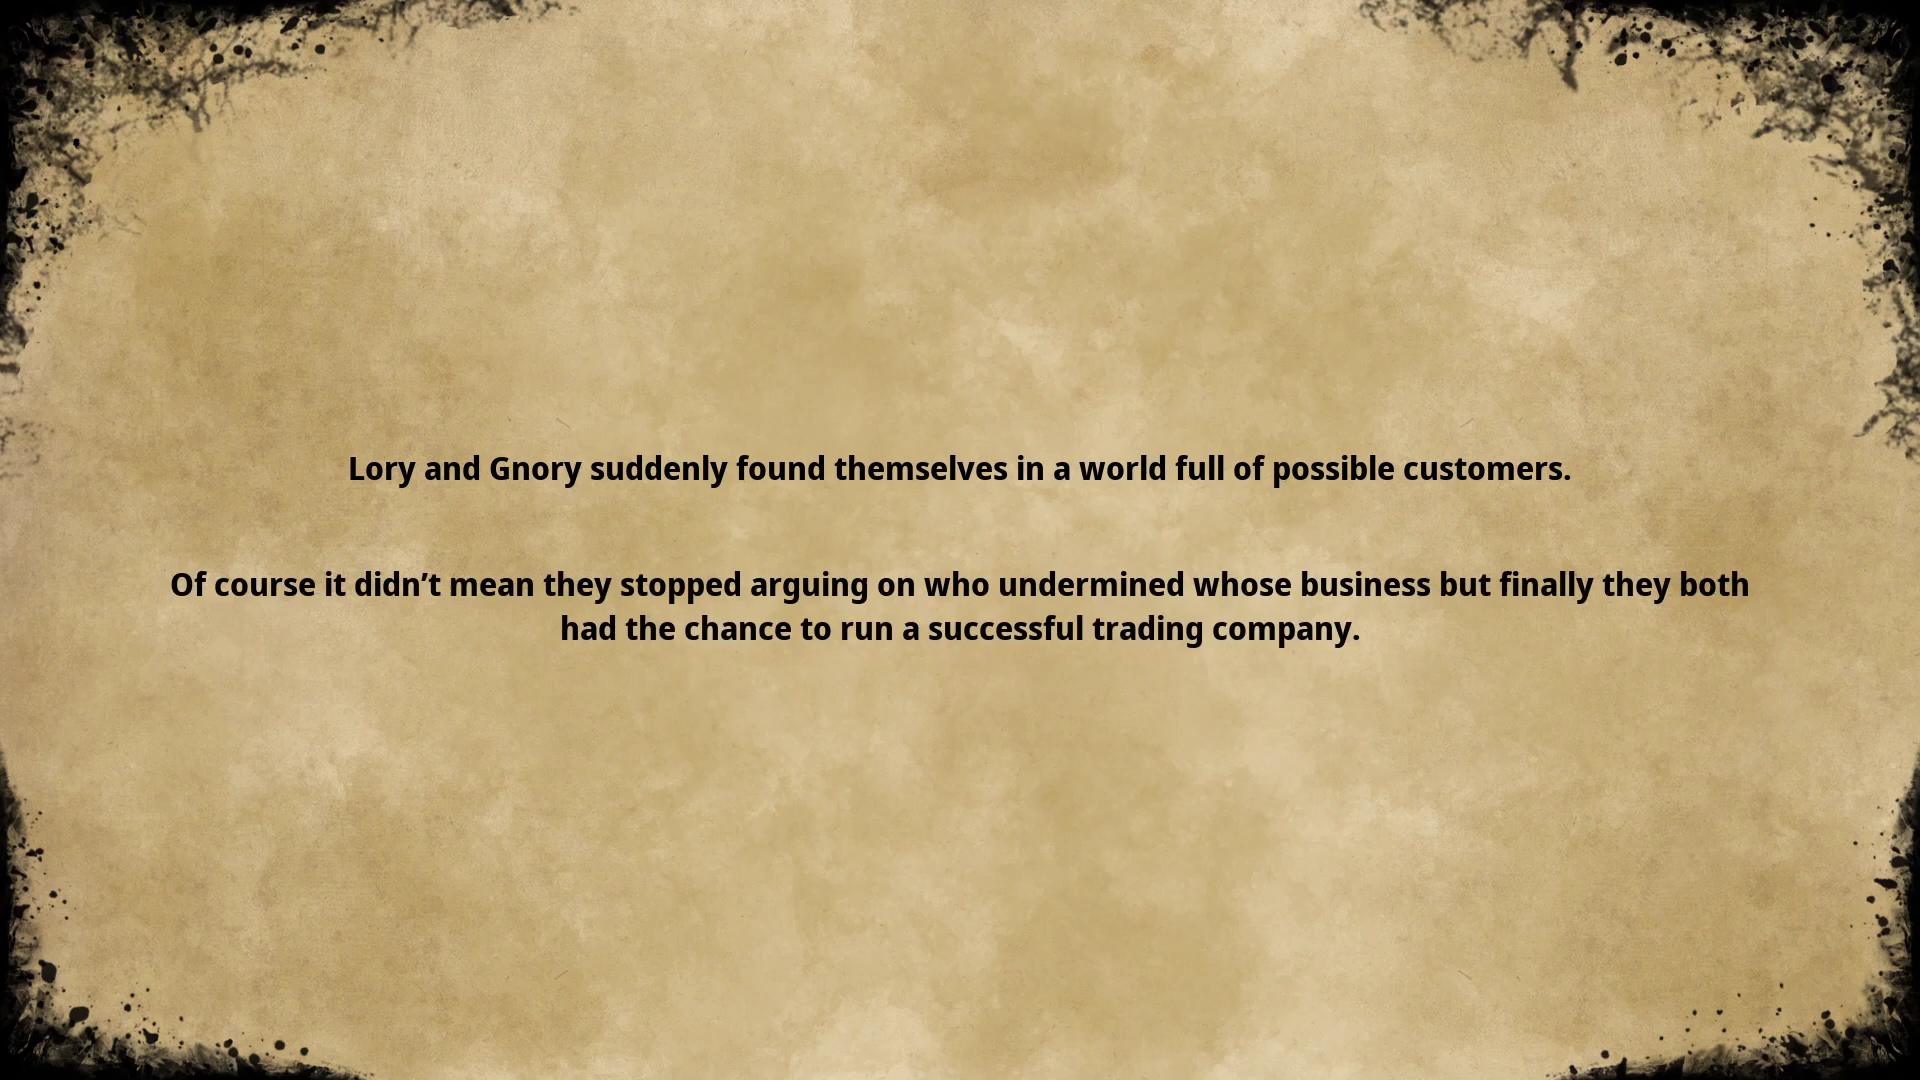 Lory and Gnory suddenly found themselves in a world full of possible customers.
Of course it didn’t mean they stopped arguing on who undermined whose business but finally they both
had the chance to run a successful trading company.